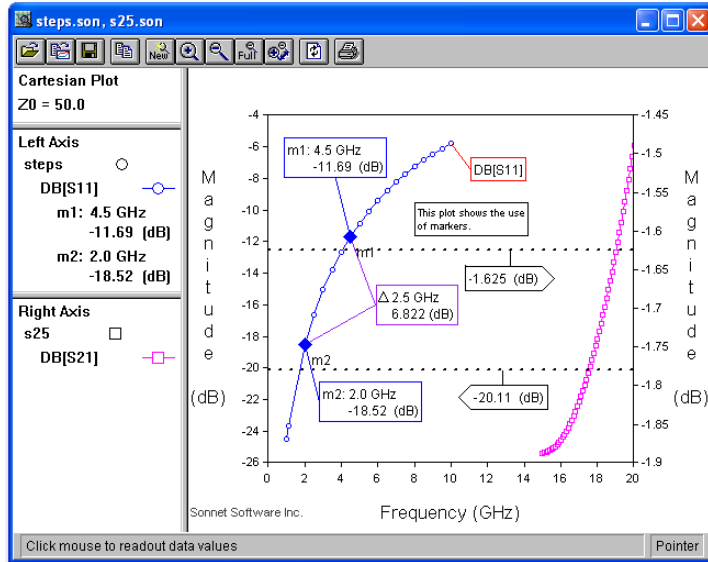 steps.son, s25.son
New
Full
Cartesian Plot
Z0 = 50.0
Left Axis
steps
DB[S11]
m1: 4.5 GHz
-11.69 (dB)
m2: 2.0 GHz
-18.52 (dB)
Right Axis
s25
DB[S21]
Magnitude
(dB)
-4
-6
-8
-10
-12
-14
-16
-18
-20
-22
-24
-26
m1: 4.5 GHz
-11.69 (dB)
DB[S11]
This plot shows the use
of markers.
m1
-1.625 (dB)
Δ 2.5 GHz
6.822 (dB)
m2
m2: 2.0 GHz
-18.52 (dB)
-20.11 (dB)
-1.45
-1.5
-1.55
-1.6
-1.65
-1.7
-1.75
-1.8
-1.85
-1.9
Magnitude
(dB)
0 2 4 6 8 10 12 14 16 18 20
Sonnet Software Inc.
Frequency (GHz)
Click mouse to readout data values
Pointer